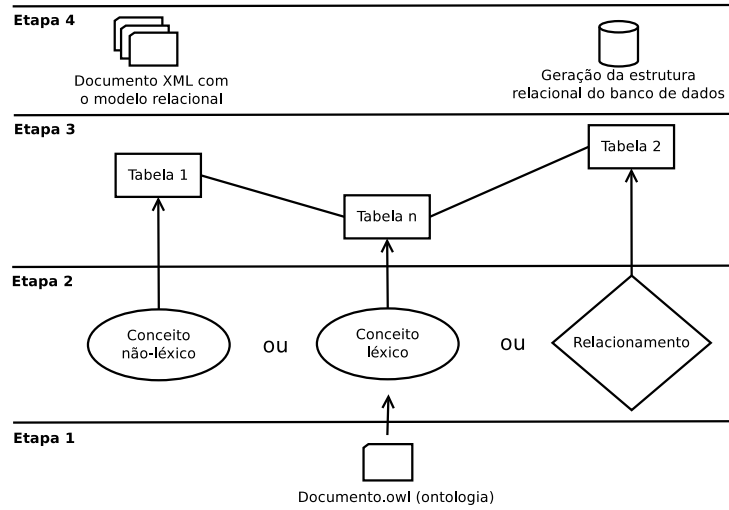 Etapa 4
Documento XML com
o modelo relacional
Geração da estrutura
relacional do banco de dados
Etapa 3
Tabela 1
Tabela n
Tabela 2
Etapa 2
Conceito
não-léxico
ou
Conceito
léxico
ou
Relacionamento
Etapa 1
Documento.owl (ontologia)